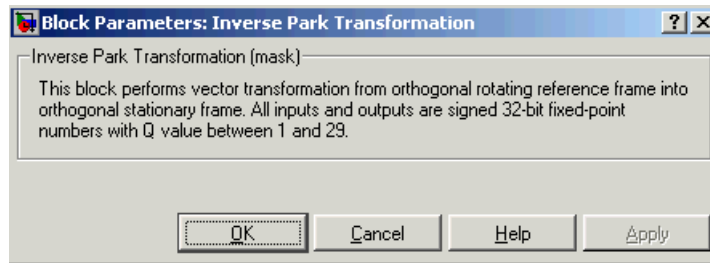 Block Parameters: Inverse Park Transformation
Inverse Park Transformation (mask)
This block performs vector transformation from orthogonal rotating reference frame into
orthogonal stationary frame. All inputs and outputs are signed 32-bit fixed-point
numbers with Q value between 1 and 29.
OK Cancel Help Apply